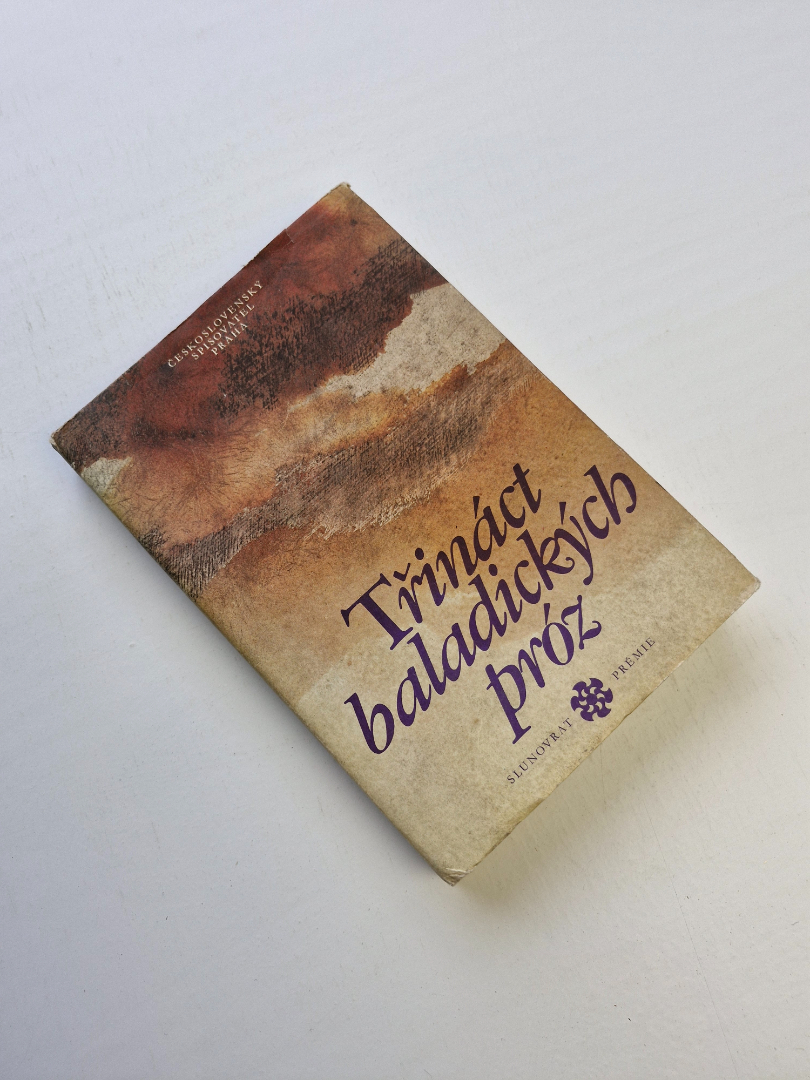 ČESKOSLOVENSKÝ
SPISOVATEL
PRAHA
Třináct
baladických
próz
SLUNOVRAT PRÉMIE